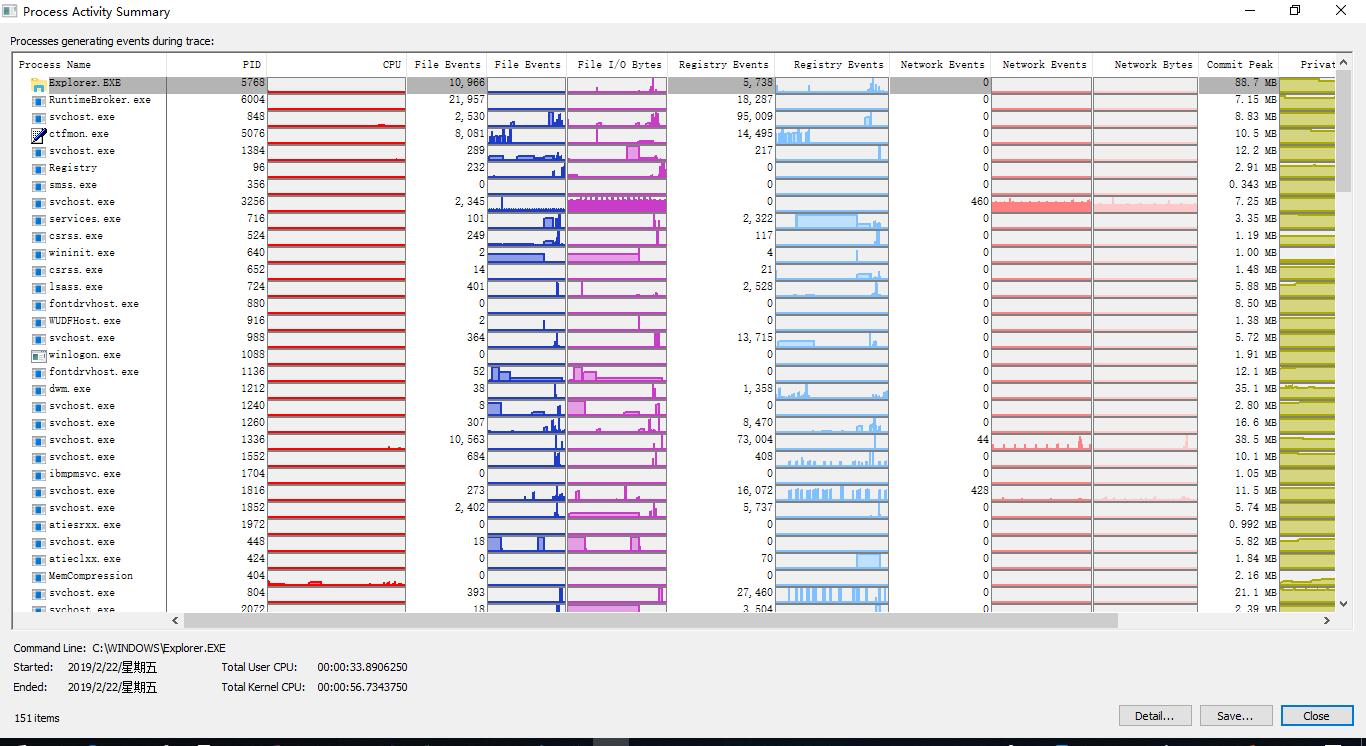 Process Activity Summary
Processes generating events during trace:
Process Name PID CPU File Events File Events File I/O Bytes Registry Events Registry Events Network Events Network Events Network Bytes Commit Peak Privat
Explorer.EXE 5768 10,966 5,738 0 88.7 MB
RuntimeBroker.exe 6004 21,957 18,287 0 7.15 MB
svchost.exe 848 2,530 95,009 0 8.83 MB
ctfmon.exe 5076 8,081 14,495 0 10.5 MB
svchost.exe 1384 289 217 0 12.2 MB
Registry 96 232 0 0 2.91 MB
smss.exe 356 0 0 0 0.343 MB
svchost.exe 3256 2,345 0 460 7.25 MB
services.exe 716 101 2,322 0 3.35 MB
csrss.exe 524 249 117 0 1.19 MB
wininit.exe 640 2 4 0 1.00 MB
csrss.exe 652 14 21 0 1.48 MB
lsass.exe 724 401 2,528 0 5.88 MB
fontdrvhost.exe 880 0 0 0 8.50 MB
WUDFHost.exe 916 2 0 0 1.38 MB
svchost.exe 988 364 13,715 0 5.72 MB
winlogon.exe 1088 0 0 0 1.91 MB
fontdrvhost.exe 1136 52 0 0 12.1 MB
dwm.exe 1212 38 1,358 0 35.1 MB
svchost.exe 1240 8 0 0 2.80 MB
svchost.exe 1260 307 8,470 0 16.6 MB
svchost.exe 1336 10,563 73,004 44 38.5 MB
svchost.exe 1552 684 408 0 10.1 MB
ibmpmsvc.exe 1704 0 0 0 1.05 MB
svchost.exe 1816 273 16,072 428 11.5 MB
svchost.exe 1852 2,402 5,737 0 5.74 MB
atiesrxx.exe 1972 0 0 0 0.992 MB
svchost.exe 448 18 0 0 5.82 MB
atieclxx.exe 424 0 70 0 1.84 MB
MemCompression 404 0 0 0 2.16 MB
svchost.exe 804 393 27,460 0 21.1 MB
svchost.exe 2072 18 3,504 0 2.39 MB
Command Line: C:\WINDOWS\Explorer.EXE
Started: 2019/2/22/星期五 Total User CPU: 00:00:33.8906250
Ended: 2019/2/22/星期五 Total Kernel CPU: 00:00:56.7343750
151 items Detail... Save... Close